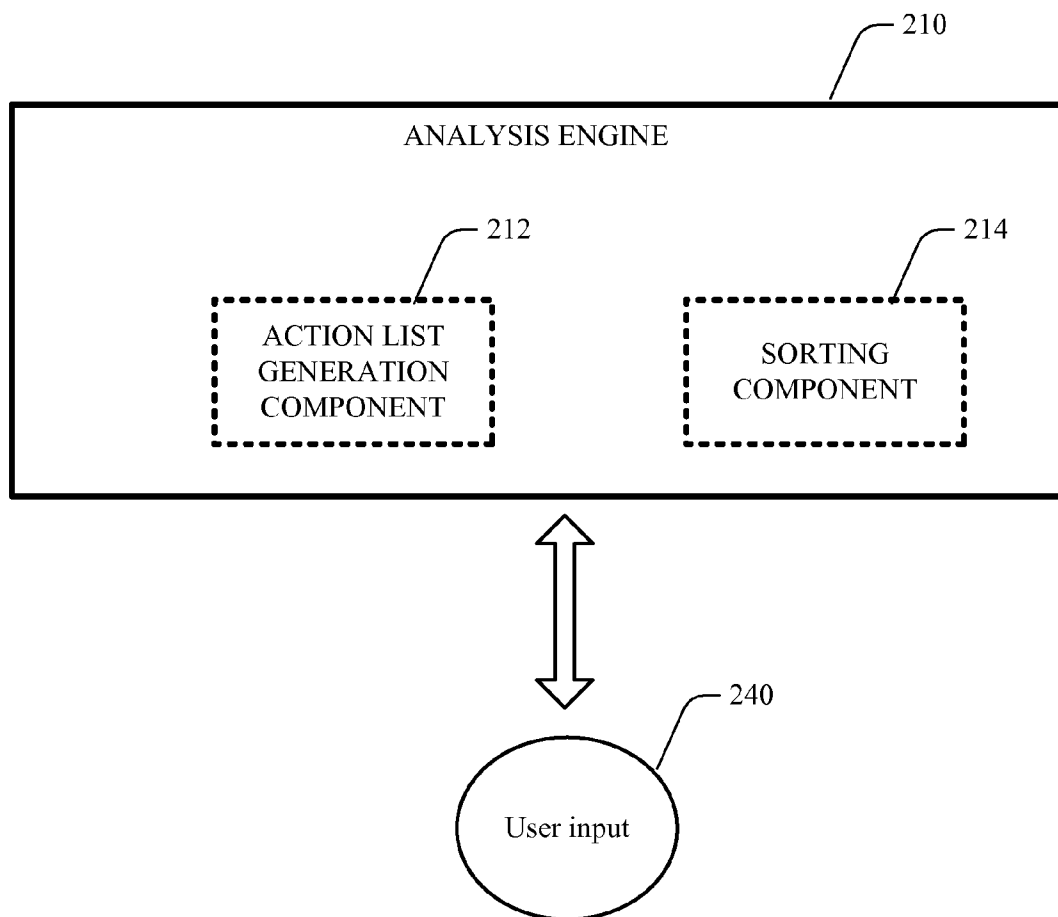 210
ANALYSIS ENGINE
212
214
ACTION LIST
GENERATION
COMPONENT
SORTING
COMPONENT
240
User input